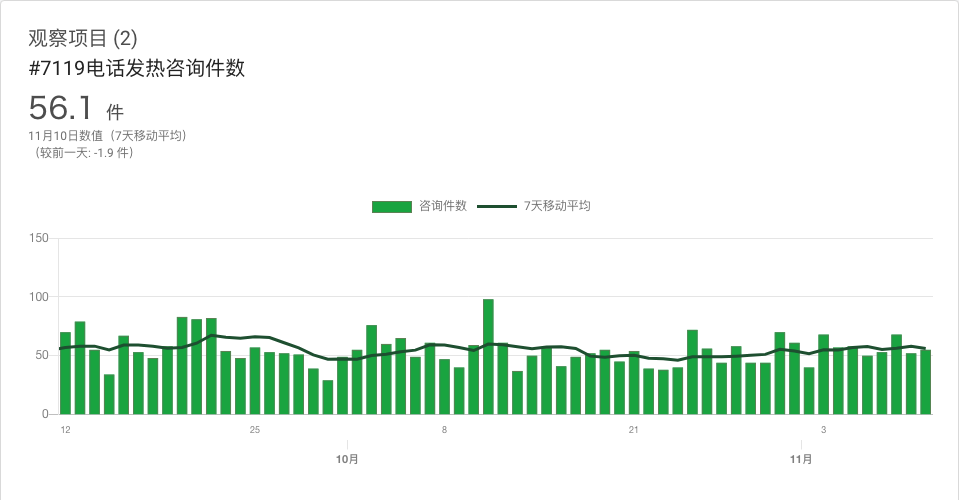 观察项目 (2)
#7119电话发热咨询件数
56.1 件
11月10日数值（7天移动平均）
（较前一天: -1.9 件）
咨询件数 7天移动平均
150
100
50
0
12 25 8 21 3
10月 11月